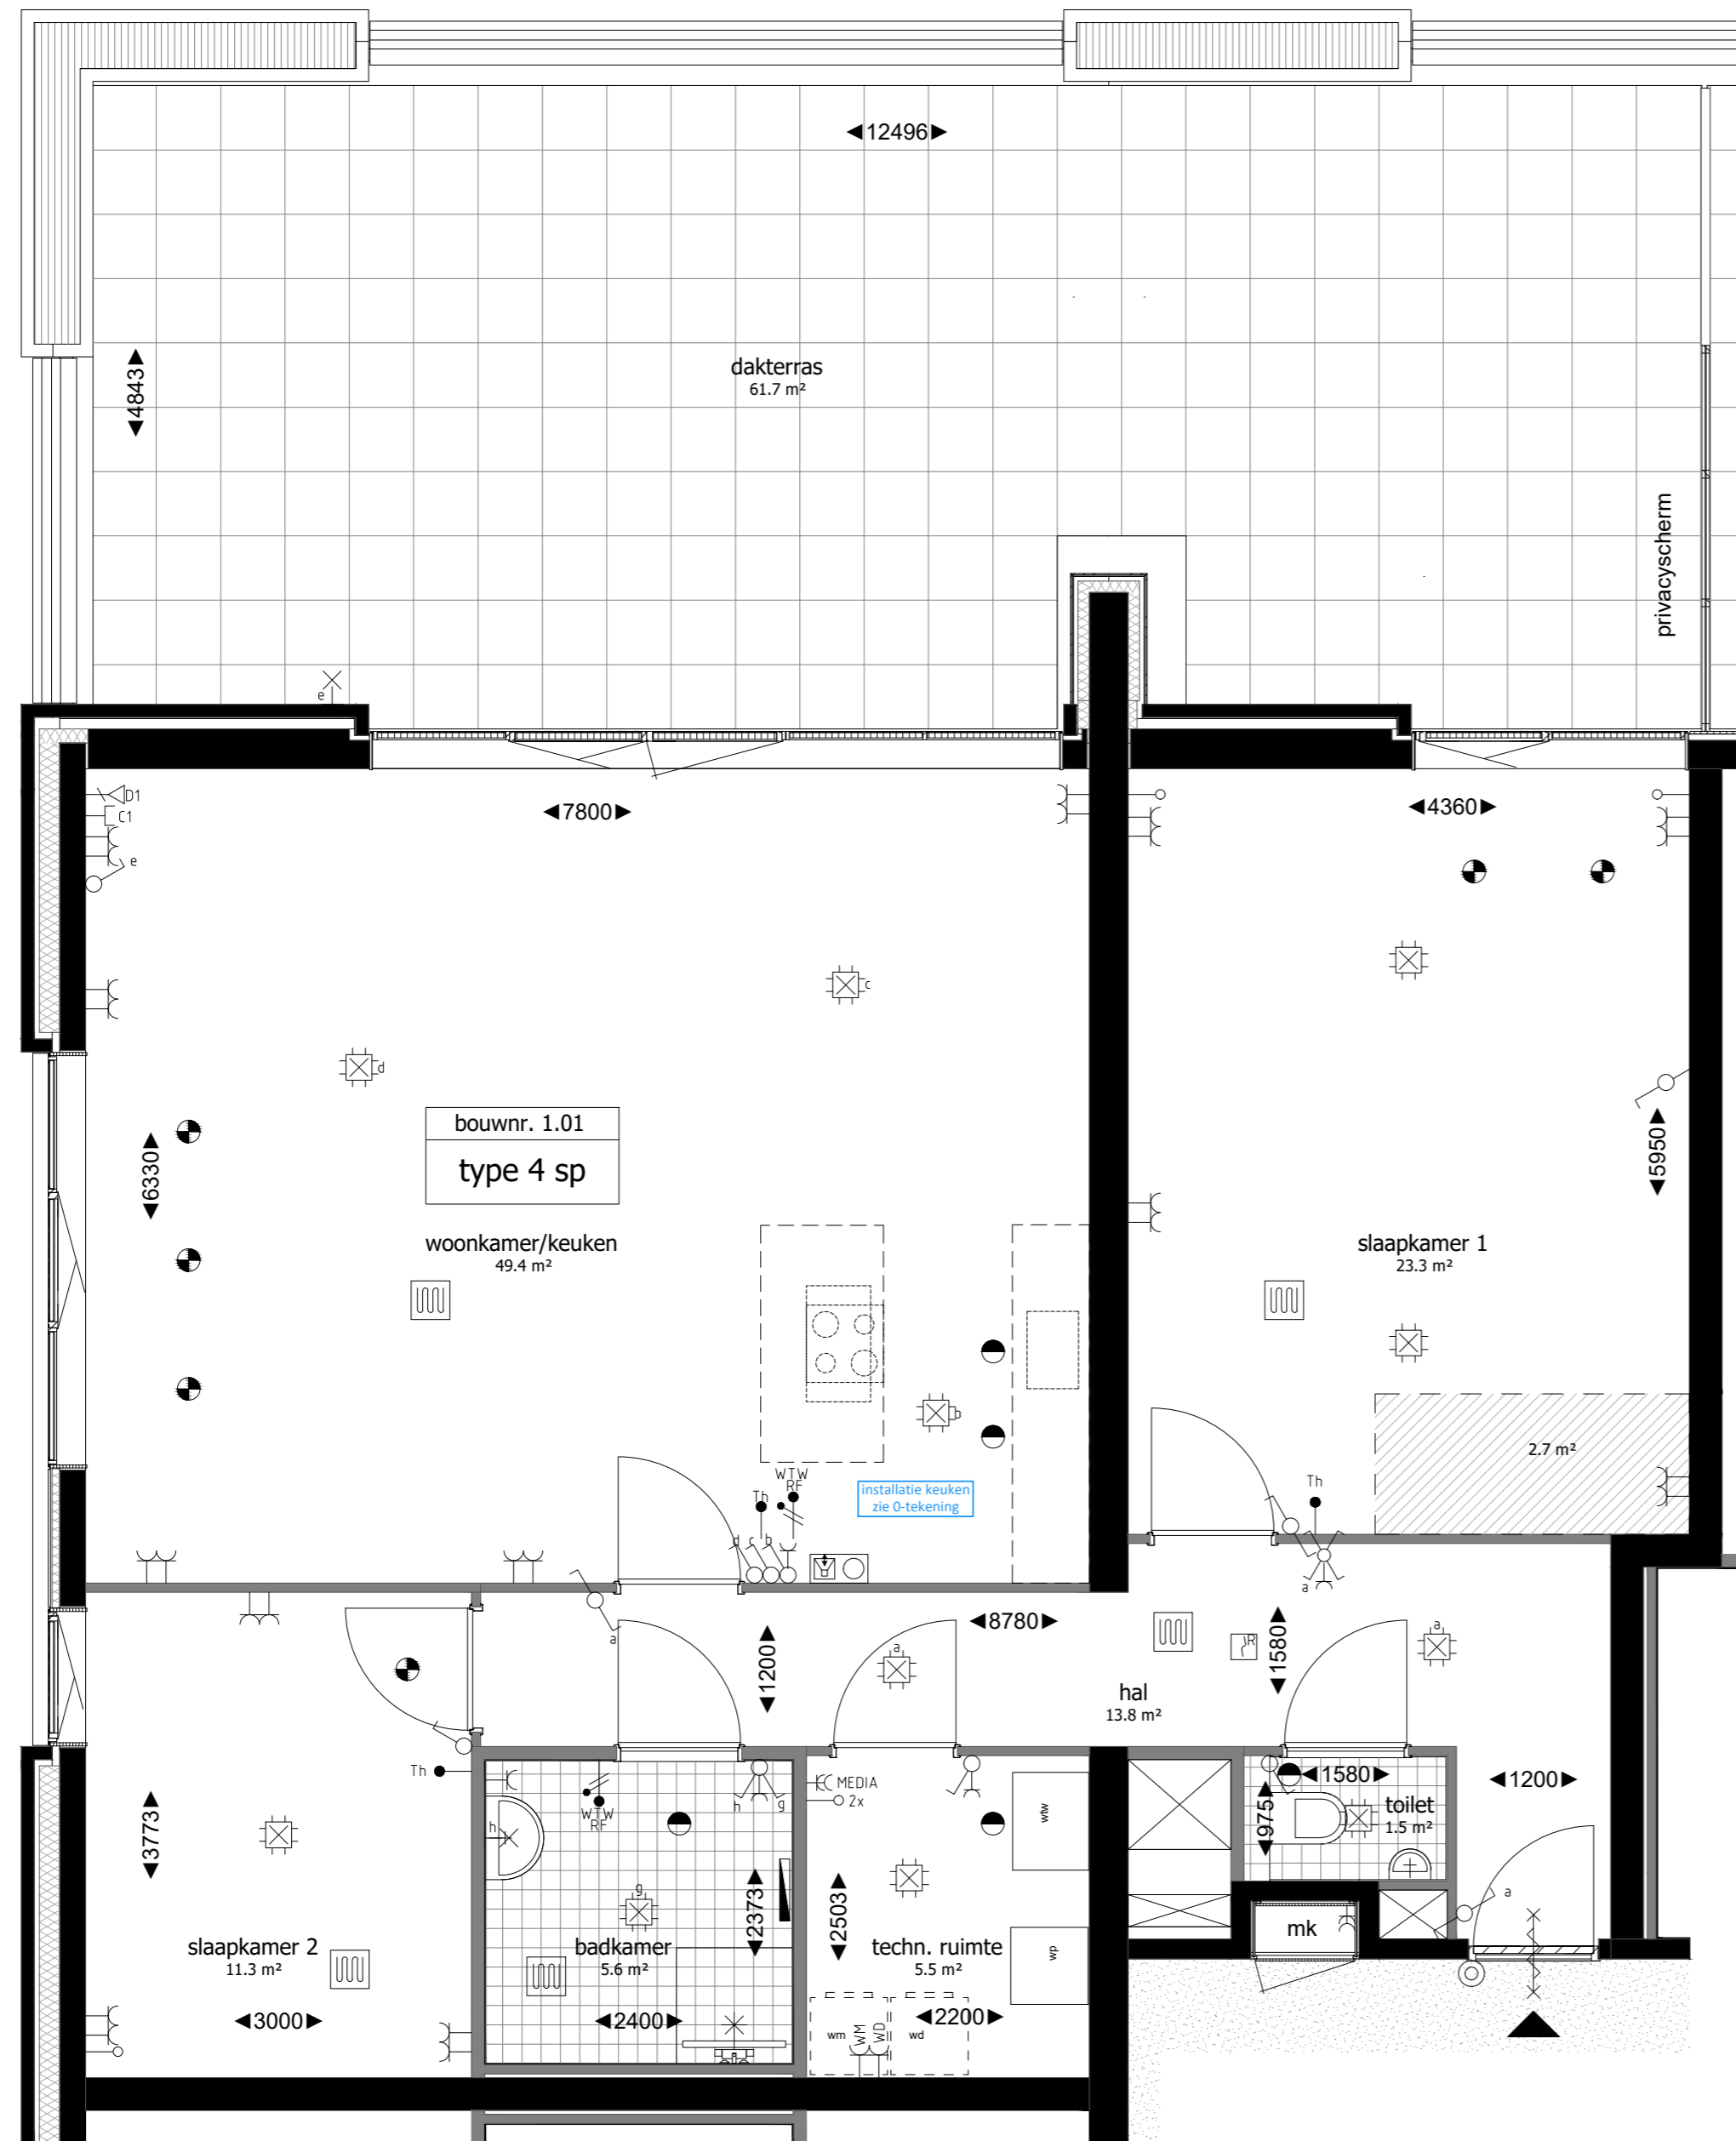 ◄12496►
◄4843►
dakterras
61.7 m²
privacyscherm
e
D1
C1
e
◄7800►
◄4360►
c
d
bouwnr. 1.01
type 4 sp
◄6330►
◄5950►
woonkamer/keuken
49.4 m²
slaapkamer 1
23.3 m²
b
2.7 m²
installatie keuken
zie 0-tekening
WTW
RF
Th
d c b
Th
a
a
◄8780►
◄1200►
a
R
◄1580►
a
hal
13.8 m²
Th
WTW
RF
h
h
g
MEDIA
2x
wtw
◄1580►
◄1200►
◄975►
toilet
1.5 m²
◄3773►
g
◄2373►
◄2503►
a
slaapkamer 2
11.3 m²
badkamer
5.6 m²
techn. ruimte
5.5 m²
wp
mk
◄3000►
◄2400►
◄2200►
wm
WM
WD
wd